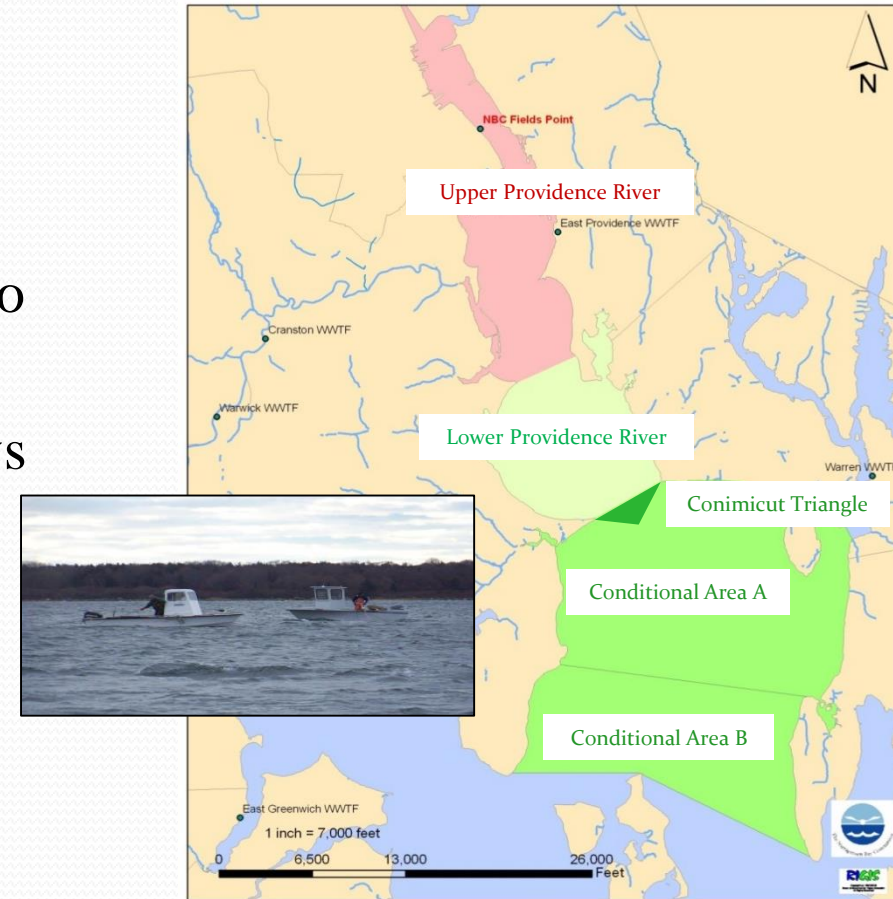 o
s
N
NBC Fields Point
Upper Providence River
East Providence WWTF
Cranston WWTF
Warwick WWTF
Lower Providence River
Warren WWTF
Conimicut Triangle
Conditional Area A
Conditional Area B
East Greenwich WWTF
1 inch = 7,000 feet
0 6,500 13,000 26,000
Feet
RIGIS